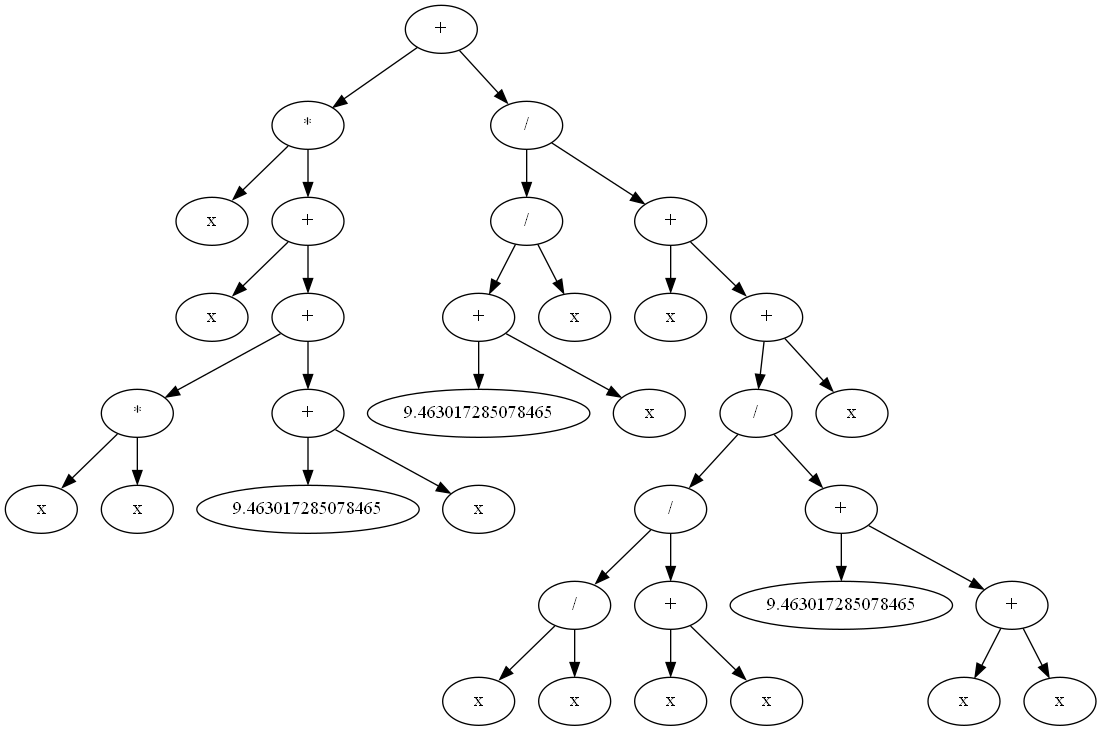 +
* /
x + / +
x + + x x +
* + 9.463017285078465 x / x
x x 9.463017285078465 x / +
/ + 9.463017285078465 +
x x x x x x